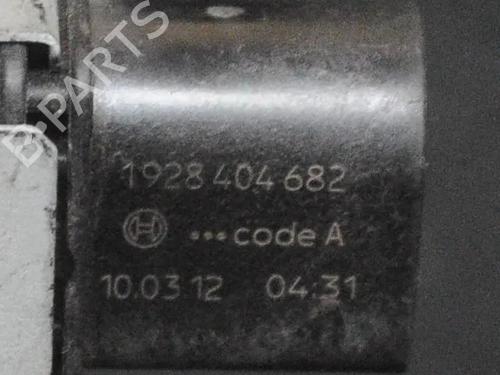 B-PARTS
1928 404 682
•••code A
10.03.12 04:31